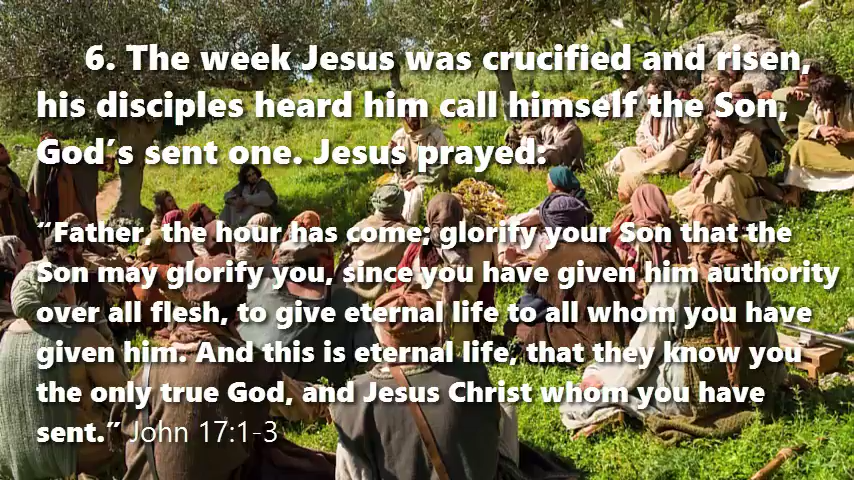 6. The week Jesus was crucified and risen,
his disciples heard him call himself the Son,
God’s sent one. Jesus prayed:
“Father, the hour has come; glorify your Son that the
Son may glorify you, since you have given him authority
over all flesh, to give eternal life to all whom you have
given him. And this is eternal life, that they know you
the only true God, and Jesus Christ whom you have
sent.” John 17:1-3